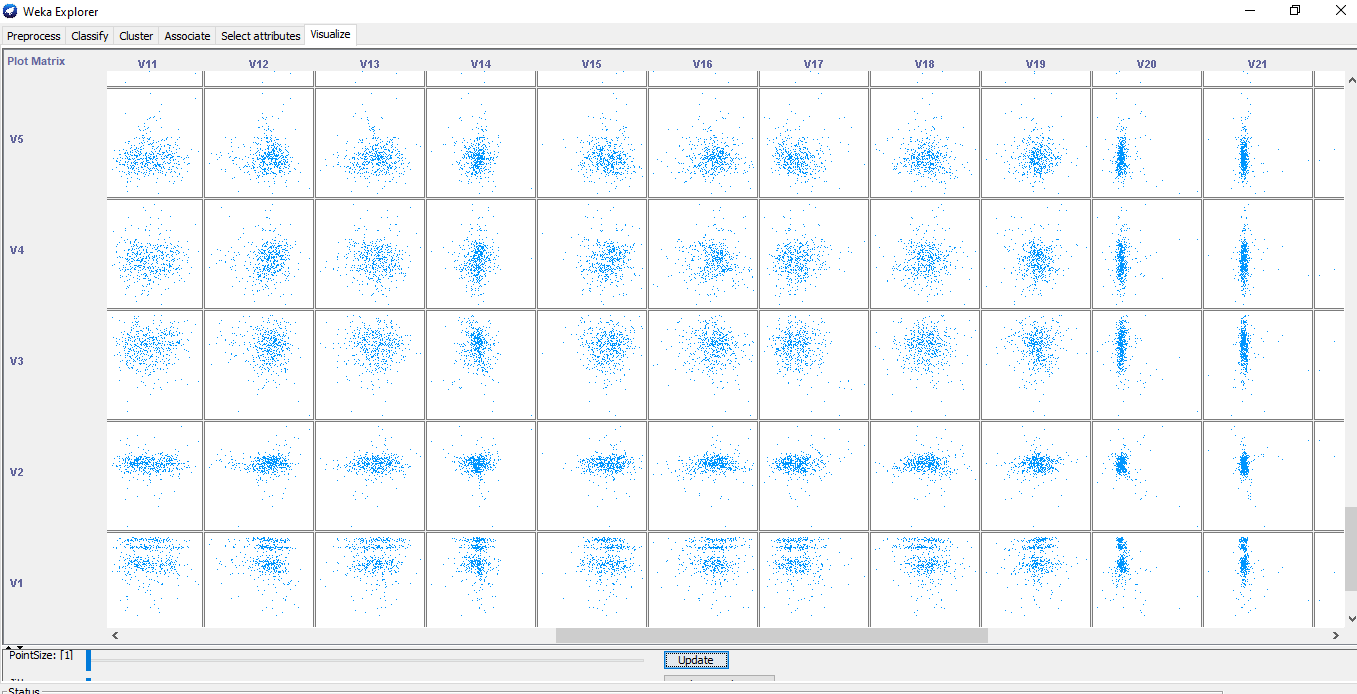 Weka Explorer
Preprocess Classify Cluster Associate Select attributes Visualize
Plot Matrix V11 V12 V13 V14 V15 V16 V17 V18 V19 V20 V21
V5
V4
V3
V2
V1
PointSize: [1] Update
Status